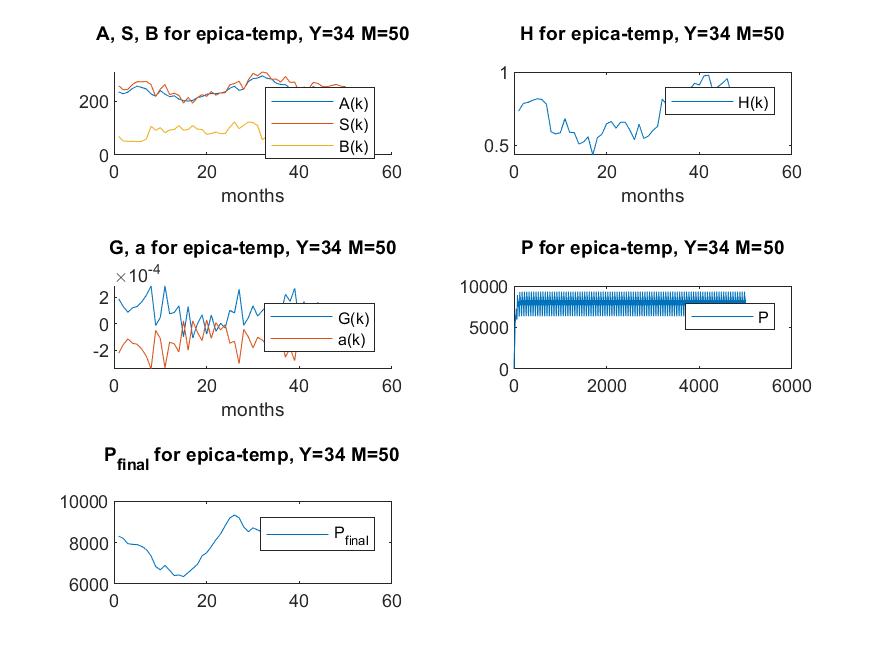 A, S, B for epica-temp, Y=34 M=50
200
0
0
20
40
60
months
A(k)
S(k)
B(k)
H for epica-temp, Y=34 M=50
1
0.5
0
20
40
60
months
H(k)
G, a for epica-temp, Y=34 M=50
×10-4
2
0
-2
0
20
40
60
months
G(k)
a(k)
P for epica-temp, Y=34 M=50
10000
5000
0
0
2000
4000
6000
P
Pfinal for epica-temp, Y=34 M=50
10000
8000
6000
0
20
40
60
Pfinal